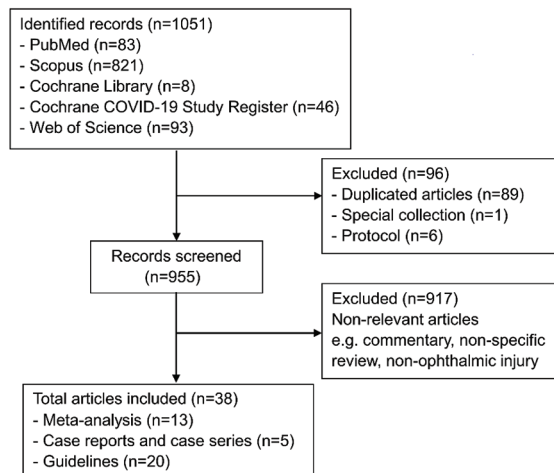 Identified records (n=1051)
- PubMed (n=83)
- Scopus (n=821)
- Cochrane Library (n=8)
- Cochrane COVID-19 Study Register (n=46)
- Web of Science (n=93)
Excluded (n=96)
- Duplicated articles (n=89)
- Special collection (n=1)
- Protocol (n=6)
Records screened
(n=955)
Excluded (n=917)
Non-relevant articles
e.g. commentary, non-specific
review, non-ophthalmic injury
Total articles included (n=38)
- Meta-analysis (n=13)
- Case reports and case series (n=5)
- Guidelines (n=20)